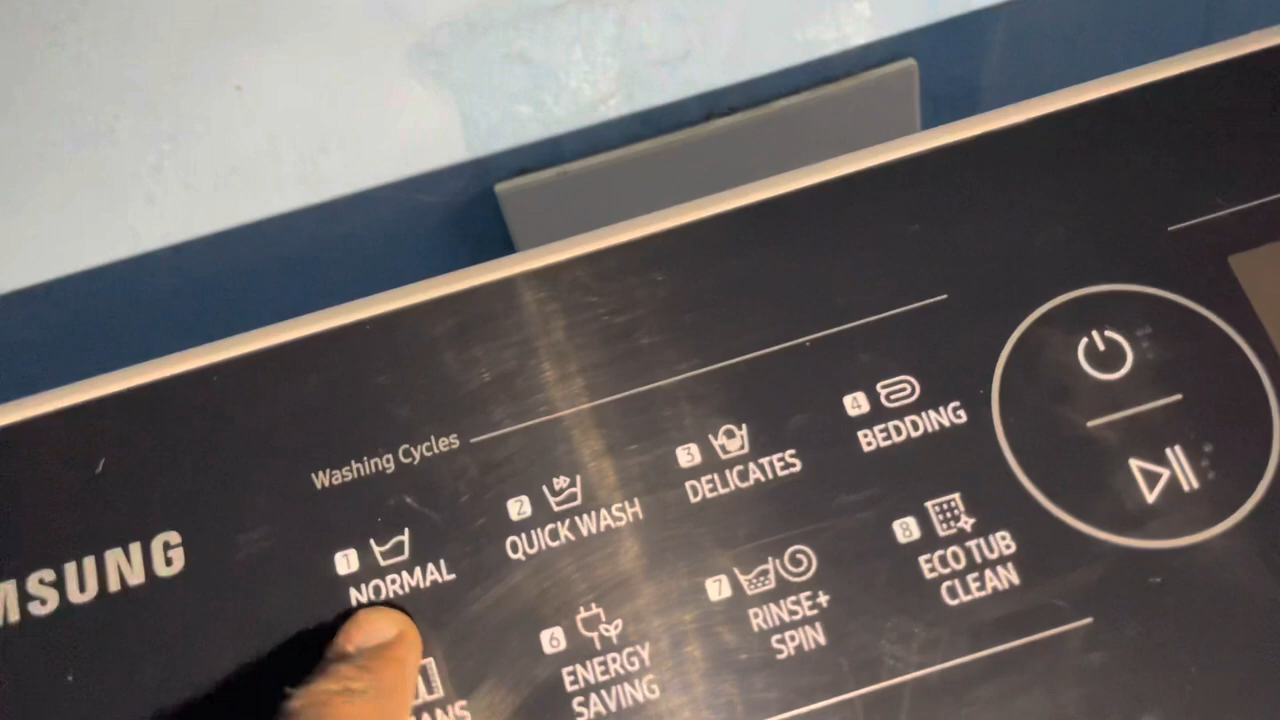 Washing Cycles
MSUNG
1 NORMAL
2 QUICK WASH
3 DELICATES
4 BEDDING
6 ENERGY
SAVING
7 RINSE+
SPIN
8 ECO TUB
CLEAN